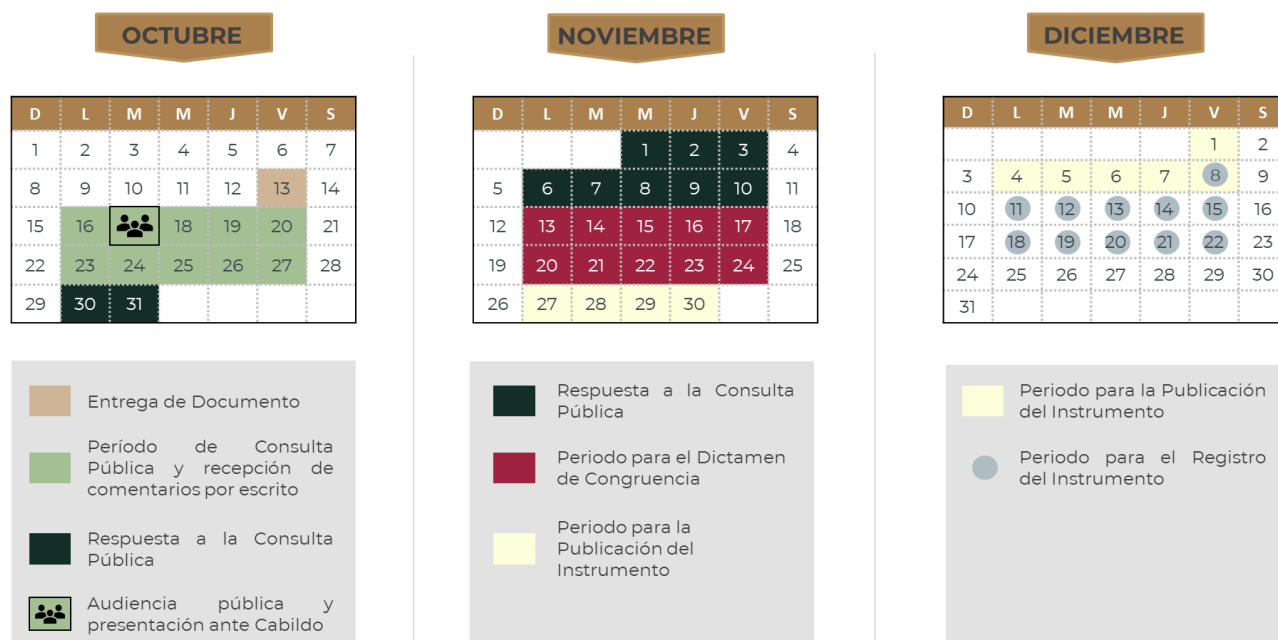 OCTUBRE
D L M M J V S
1 2 3 4 5 6 7
8 9 10 11 12 13 14
15 16 18 19 20 21
22 23 24 25 26 27 28
29 30 31
Entrega de Documento
Período de Consulta
Pública y recepción de
comentarios por escrito
Respuesta a la Consulta
Pública
Audiencia pública y
presentación ante Cabildo
NOVIEMBRE
D L M M J V S
1 2 3 4
5 6 7 8 9 10 11
12 13 14 15 16 17 18
19 20 21 22 23 24 25
26 27 28 29 30
Respuesta a la Consulta
Pública
Periodo para el Dictamen
de Congruencia
Periodo para la
Publicación del
Instrumento
DICIEMBRE
D L M M J V S
1 2
3 4 5 6 7 8 9
10 11 12 13 14 15 16
17 18 19 20 21 22 23
24 25 26 27 28 29 30
31
Periodo para la Publicación
del Instrumento
Periodo para el Registro
del Instrumento